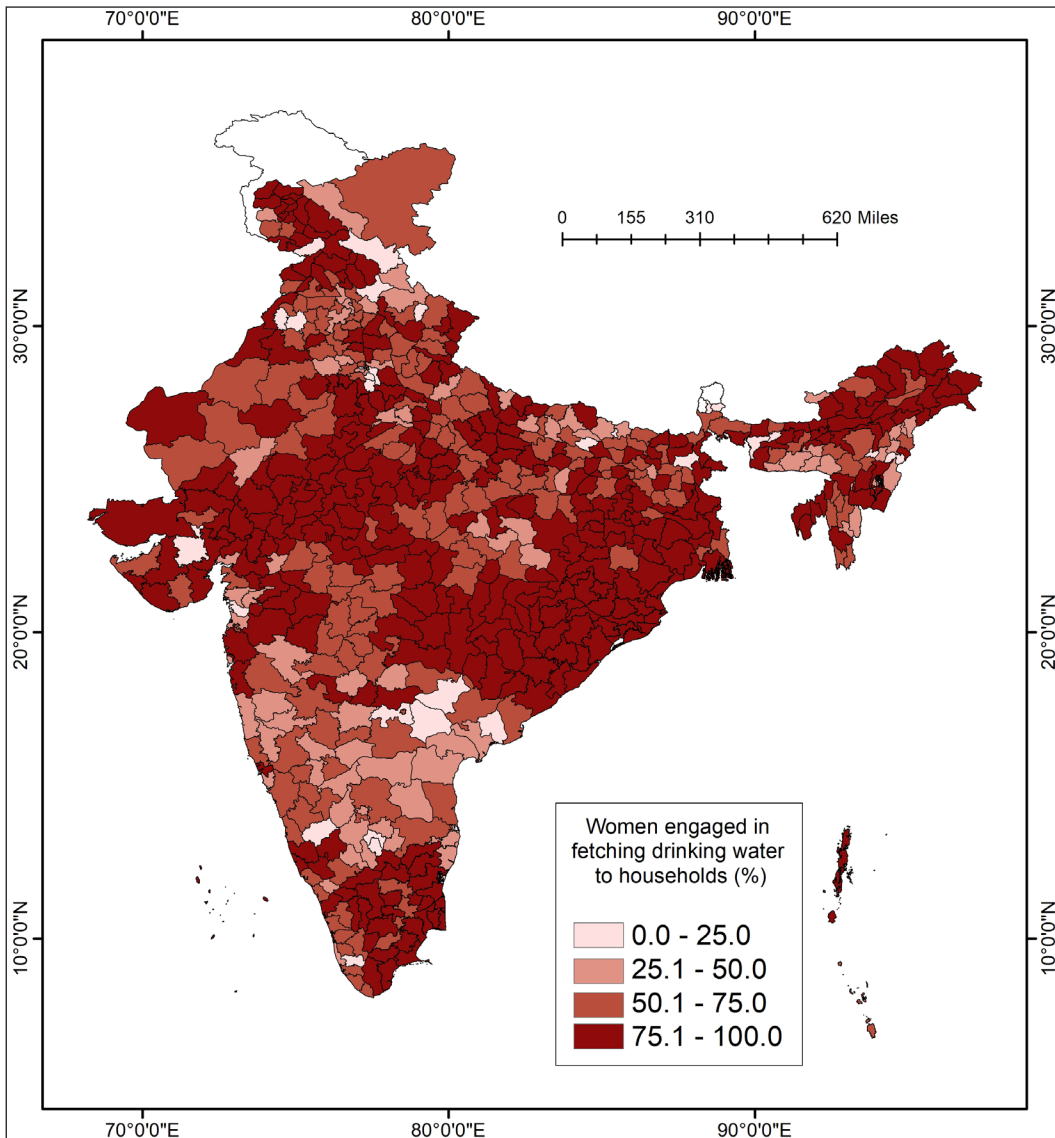 70°0'0"E 80°0'0"E 90°0'0"E
0 155 310 620 Miles
30°0'0"N 30°0'0"N
20°0'0"N 20°0'0"N
10°0'0"N 10°0'0"N
Women engaged in
fetching drinking water
to households (%)
0.0 - 25.0
25.1 - 50.0
50.1 - 75.0
75.1 - 100.0
70°0'0"E 80°0'0"E 90°0'0"E